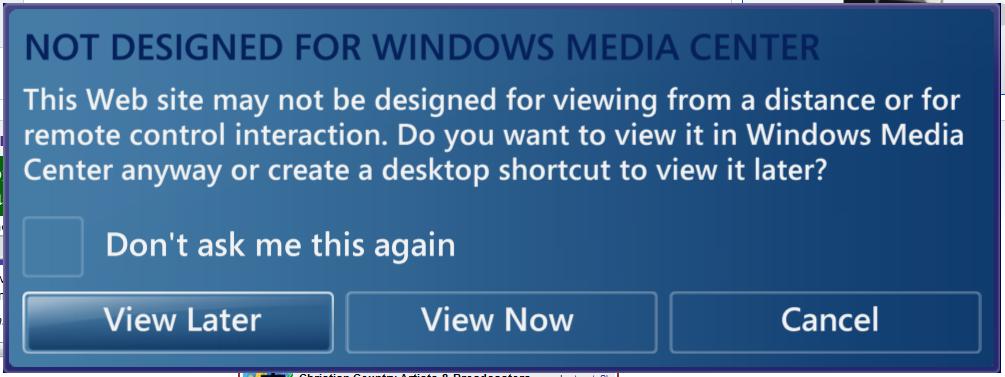 NOT DESIGNED FOR WINDOWS MEDIA CENTER
This Web site may not be designed for viewing from a distance or for
remote control interaction. Do you want to view it in Windows Media
Center anyway or create a desktop shortcut to view it later?
Don't ask me this again
View Later View Now Cancel
Christian Country Artists & Broadcasters